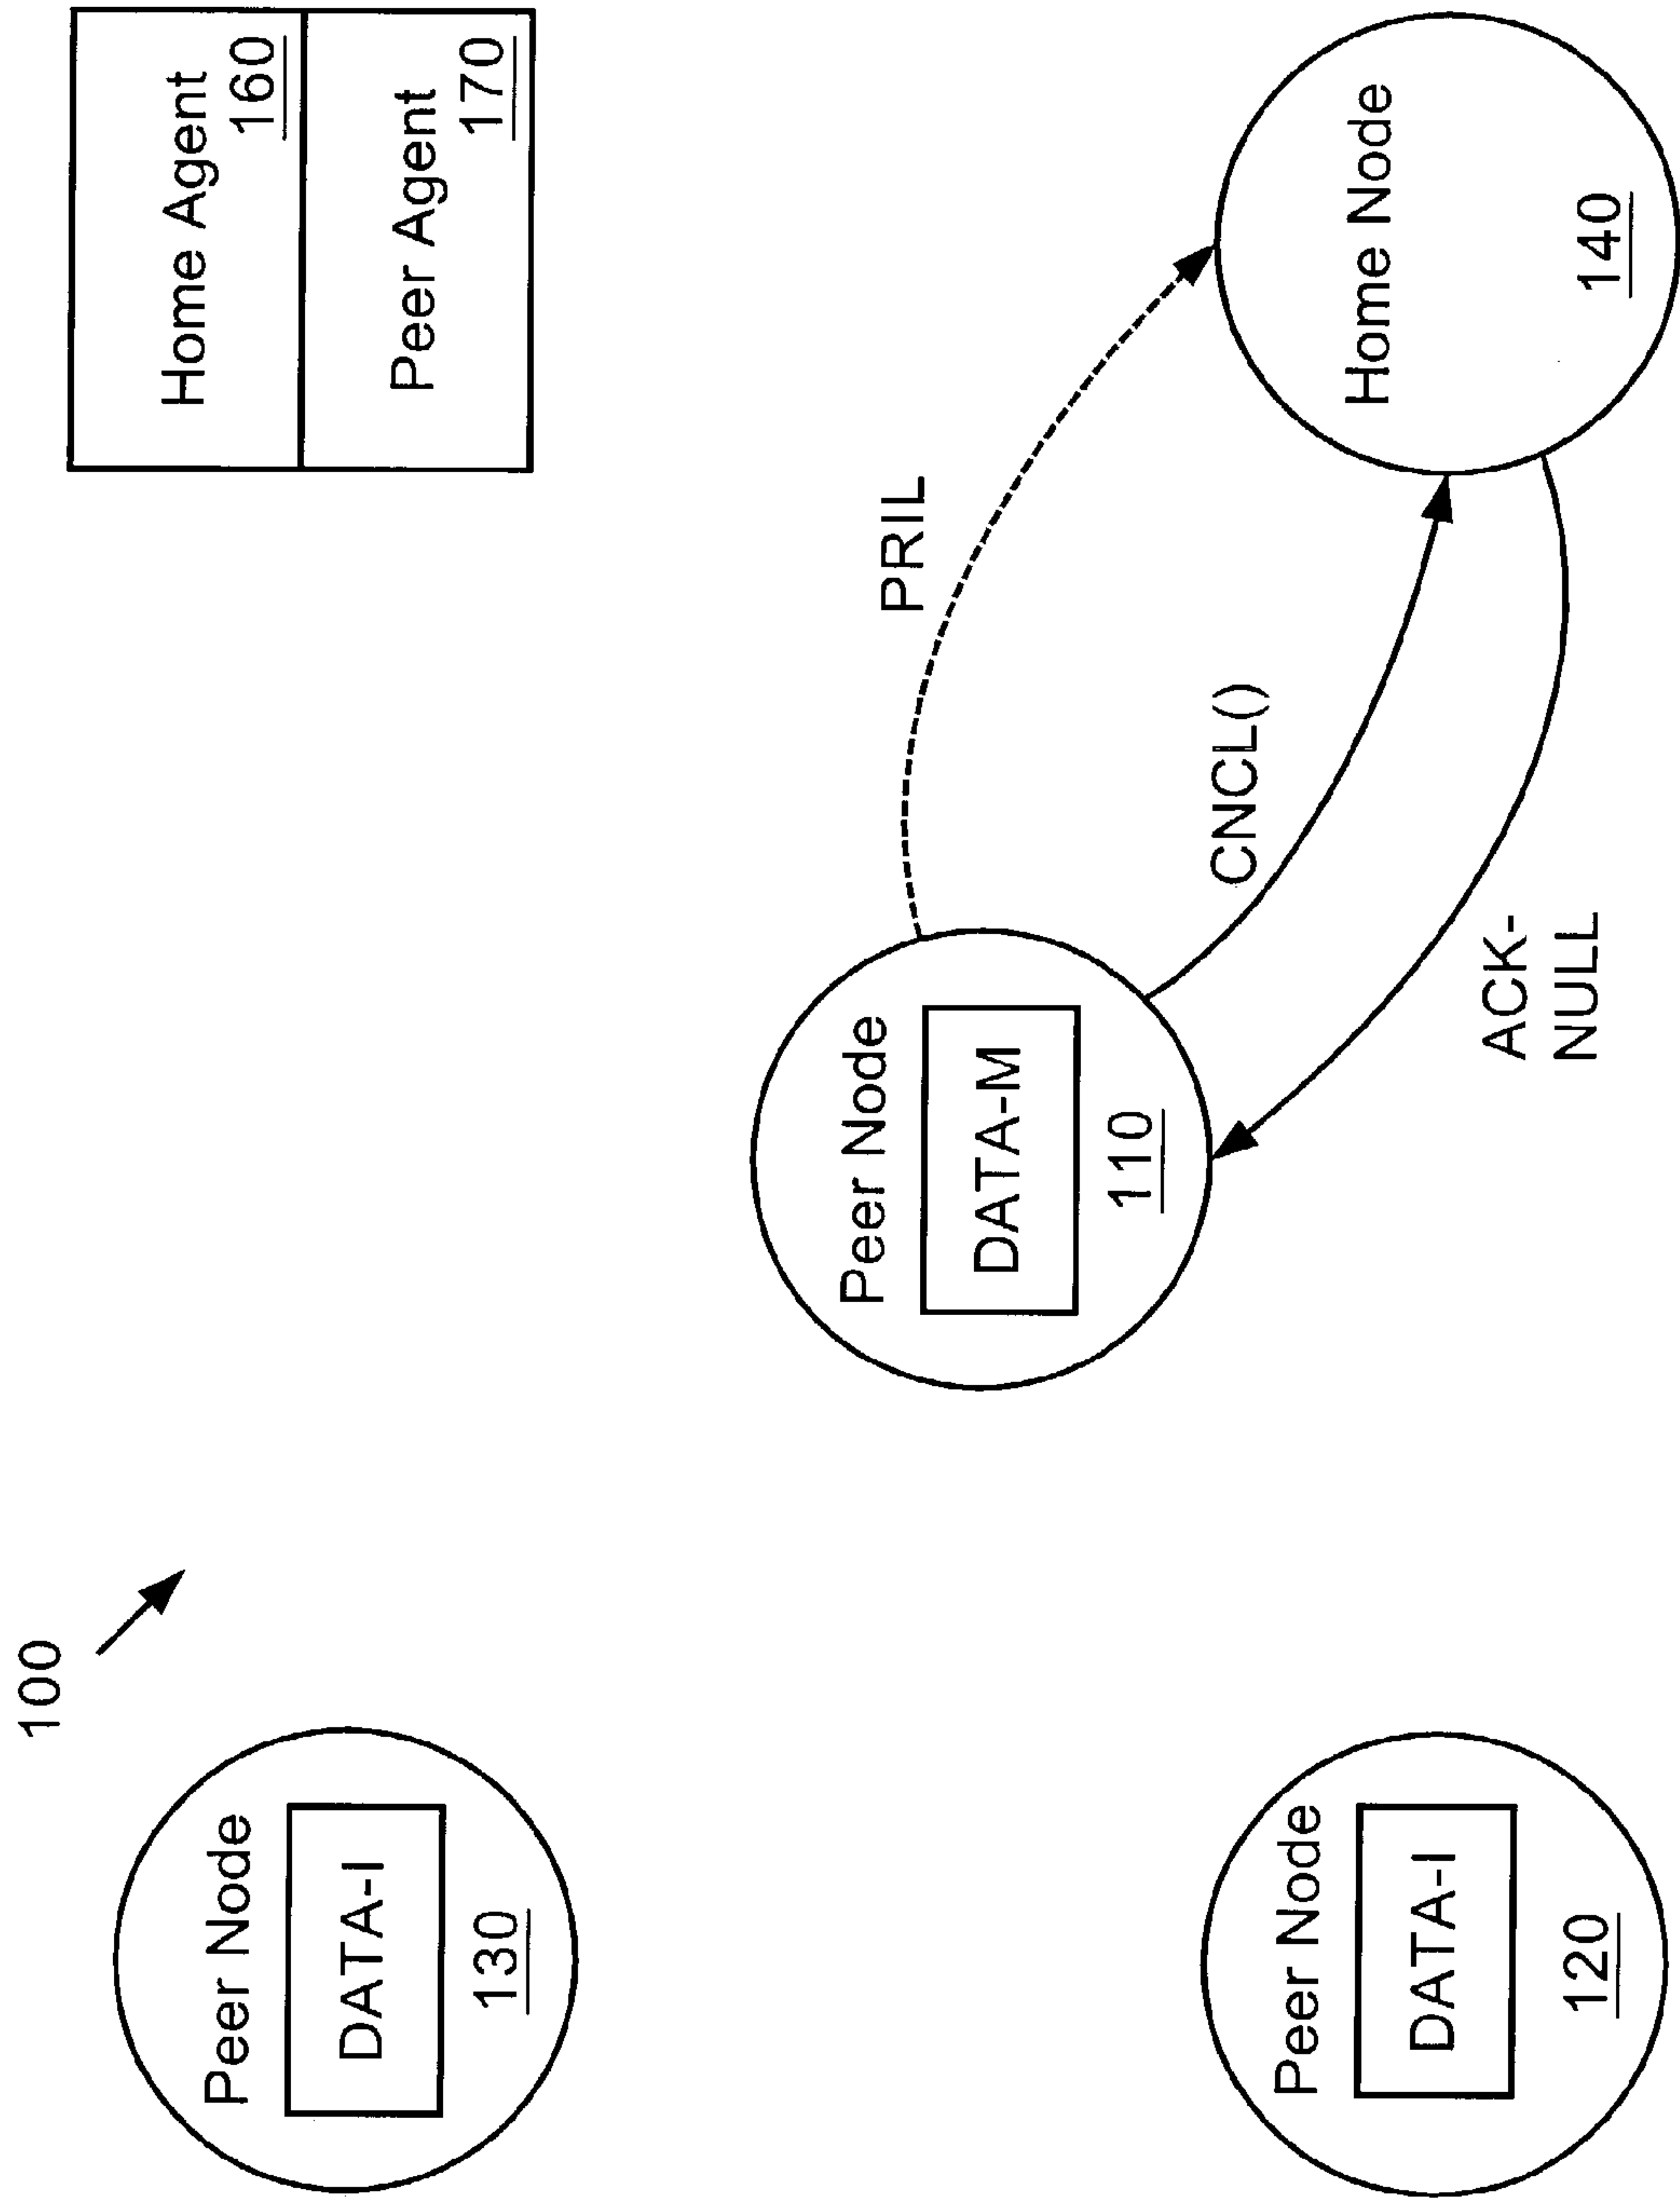 100
Peer Node
DATA-I
130
Peer Node
DATA-I
120
Peer Node
DATA-M
110
PRIL
CNCL()
ACK-
NULL
Home Node
140
Home Agent
160
Peer Agent
170